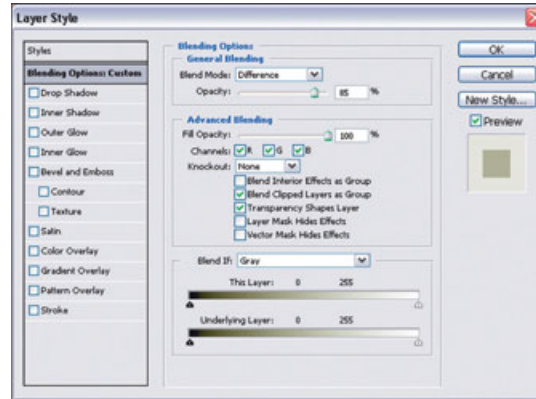 Layer Style
Styles
Blending Options: Custom
Drop Shadow
Inner Shadow
Outer Glow
Inner Glow
Bevel and Emboss
Contour
Texture
Satin
Color Overlay
Gradient Overlay
Pattern Overlay
Stroke
Blending Options
General Blending
Blend Mode: Difference
Opacity: 85 %
Advanced Blending
Fill Opacity: 100 %
Channels: R G B
Knockout: None
Blend Interior Effects as Group
Blend Clipped Layers as Group
Transparency Shapes Layer
Layer Mask Hides Effects
Vector Mask Hides Effects
Blend If: Gray
This Layer: 0 255
Underlying Layer: 0 255
OK
Cancel
New Style...
Preview